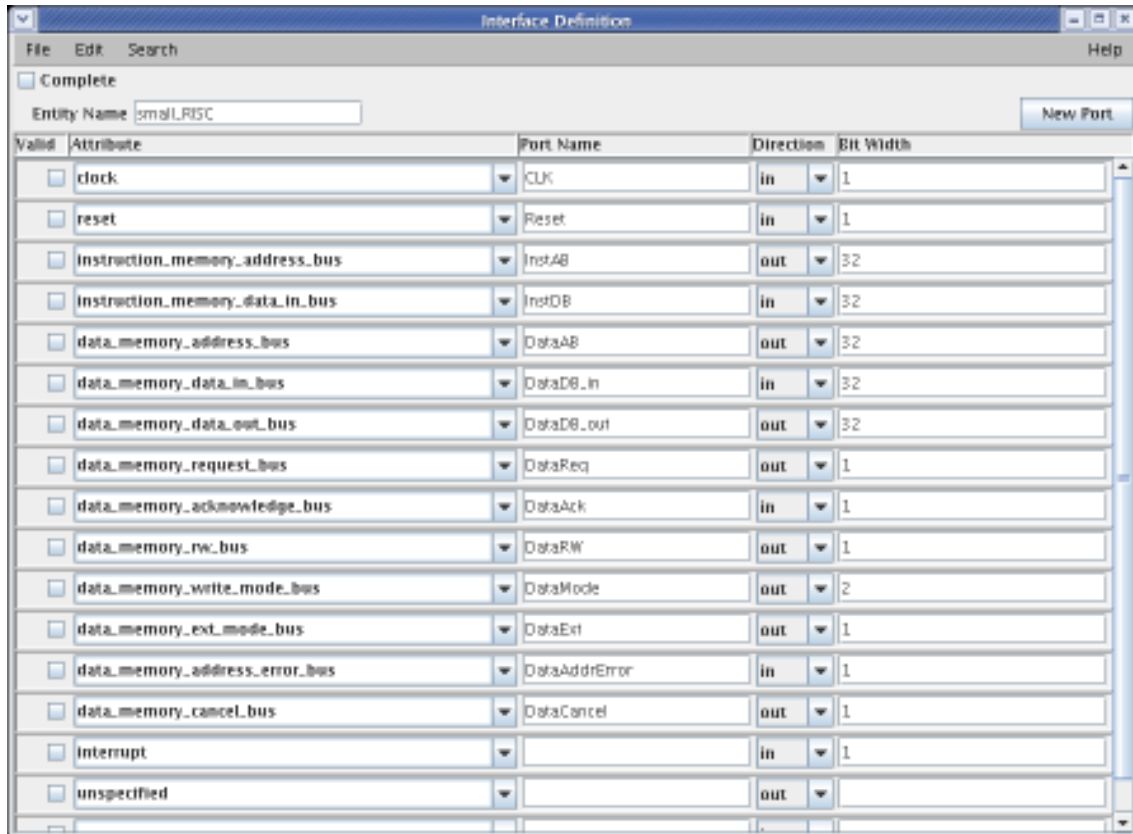 Interface Definition
File Edit Search Help
Complete
Entity Name small_RISC New Port
Valid Attribute Port Name Direction Bit Width
clock CLK in 1
reset Reset in 1
instruction_memory_address_bus InstAB out 32
instruction_memory_data_in_bus InstDB in 32
data_memory_address_bus DataAB out 32
data_memory_data_in_bus DataDB_in in 32
data_memory_data_out_bus DataDB_out out 32
data_memory_request_bus DataReq out 1
data_memory_acknowledge_bus DataAck in 1
data_memory_rw_bus DataRW out 1
data_memory_write_mode_bus DataMode out 2
data_memory_ext_mode_bus DataExt out 1
data_memory_address_error_bus DataAddrError in 1
data_memory_cancel_bus DataCancel out 1
interrupt in 1
unspecified out